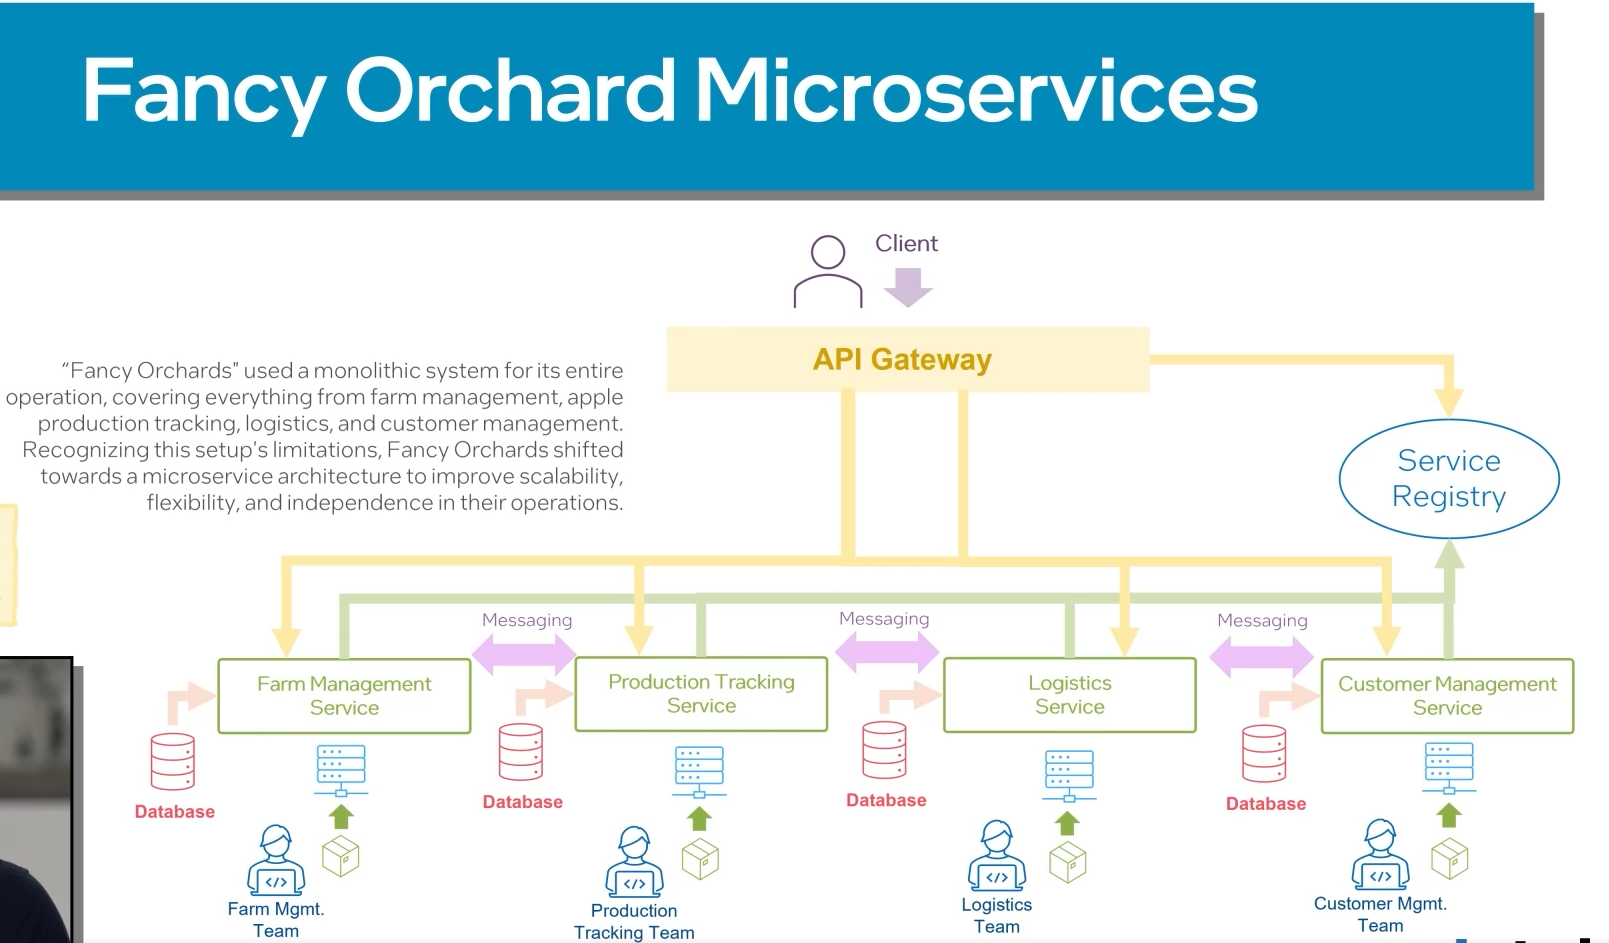 Fancy Orchard Microservices
Client
API Gateway
“Fancy Orchards" used a monolithic system for its entire
operation, covering everything from farm management, apple
production tracking, logistics, and customer management.
Recognizing this setup's limitations, Fancy Orchards shifted
towards a microservice architecture to improve scalability,
flexibility, and independence in their operations.
Service
Registry
Messaging
Messaging
Messaging
Farm Management
Service
Production Tracking
Service
Logistics
Service
Customer Management
Service
Database
Database
Database
Database
</>
</>
</>
</>
Farm Mgmt.
Team
Production
Tracking Team
Logistics
Team
Customer Mgmt.
Team